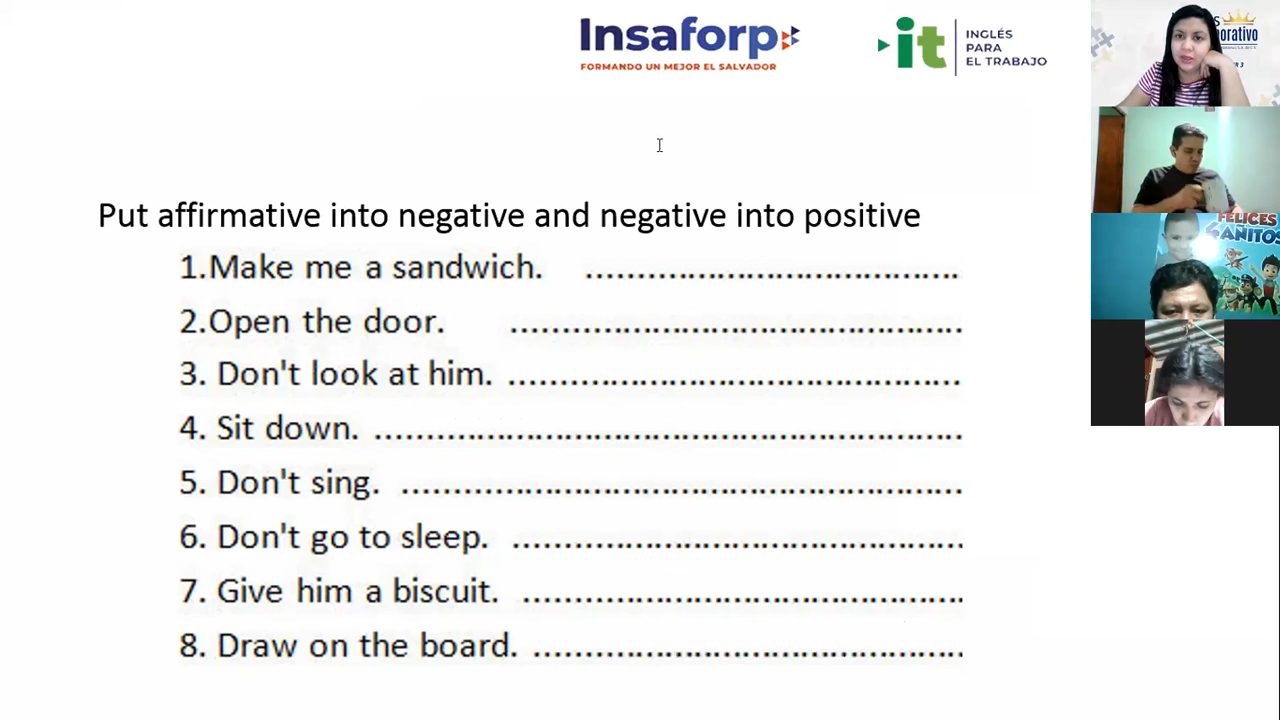 Insaforp
FORMANDO UN MEJOR EL SALVADOR
it
INGLÉS
PARA
EL TRABAJO
Put affirmative into negative and negative into positive
1.Make me a sandwich. ........................................
2.Open the door. ................................................
3. Don't look at him. ................................................
4. Sit down. ...............................................................
5. Don't sing. ............................................................
6. Don't go to sleep. ................................................
7. Give him a biscuit. ...............................................
8. Draw on the board. ..............................................
FELICES
6 AÑITOS